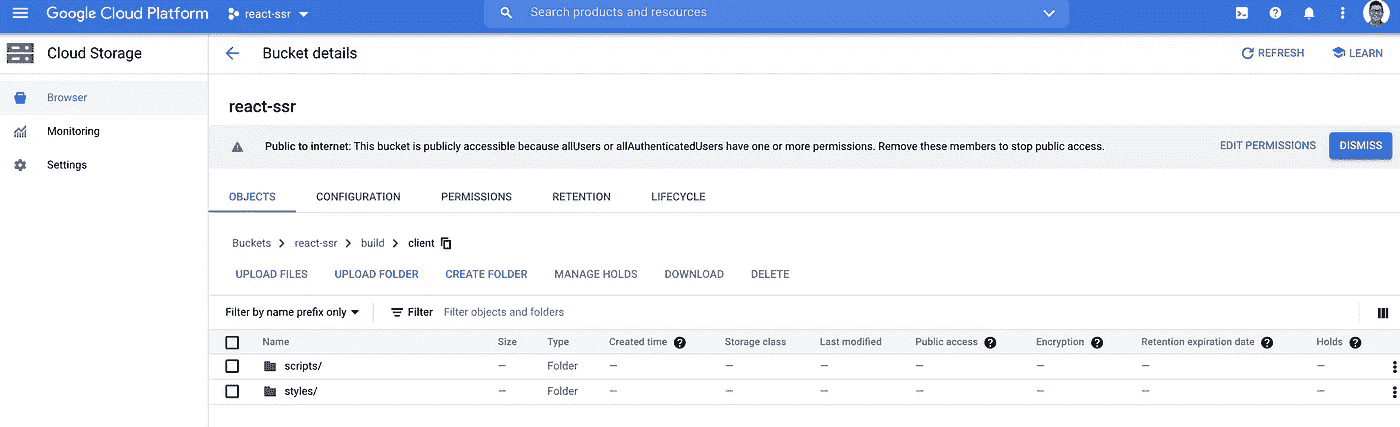 Google Cloud Platform react-ssr Search products and resources
Cloud Storage Bucket details REFRESH LEARN
Browser
Monitoring
Settings
react-ssr
Public to internet: This bucket is publicly accessible because allUsers or allAuthenticatedUsers have one or more permissions. Remove these members to stop public access. EDIT PERMISSIONS DISMISS
OBJECTS CONFIGURATION PERMISSIONS RETENTION LIFECYCLE
Buckets > react-ssr > build > client
UPLOAD FILES UPLOAD FOLDER CREATE FOLDER MANAGE HOLDS DOWNLOAD DELETE
Filter by name prefix only Filter Filter objects and folders
Name Size Type Created time Storage class Last modified Public access Encryption Retention expiration date Holds
scripts/ — Folder — — — — — — —
styles/ — Folder — — — — — — —